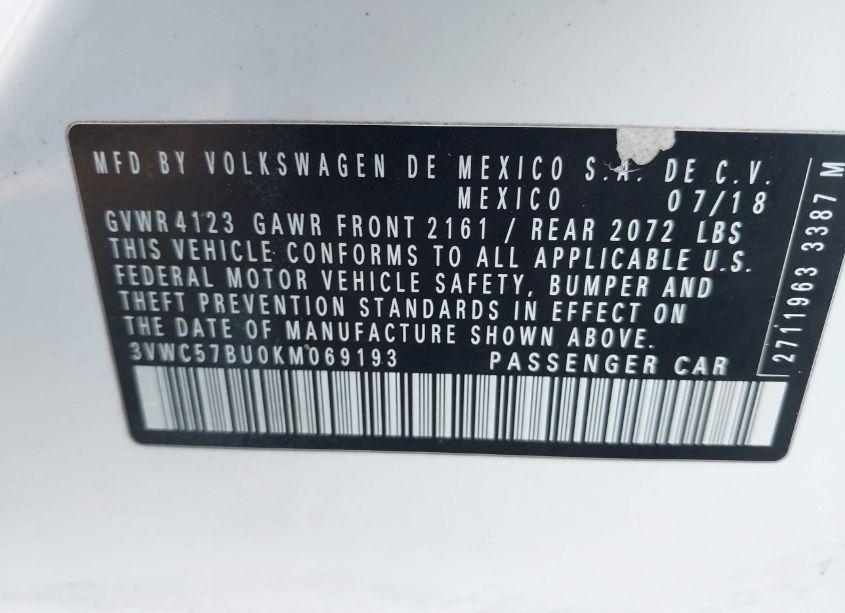 MFD BY VOLKSWAGEN DE MEXICO S.A. DE C.V.
MEXICO 07/18
GVWR 4123 GAWR FRONT 2161 / REAR 2072 LBS
THIS VEHICLE CONFORMS TO ALL APPLICABLE U.S.
FEDERAL MOTOR VEHICLE SAFETY, BUMPER AND
THEFT PREVENTION STANDARDS IN EFFECT ON
THE DATE OF MANUFACTURE SHOWN ABOVE.
3VWC57BU0KM069193 PASSENGER CAR
2711963 3387 M